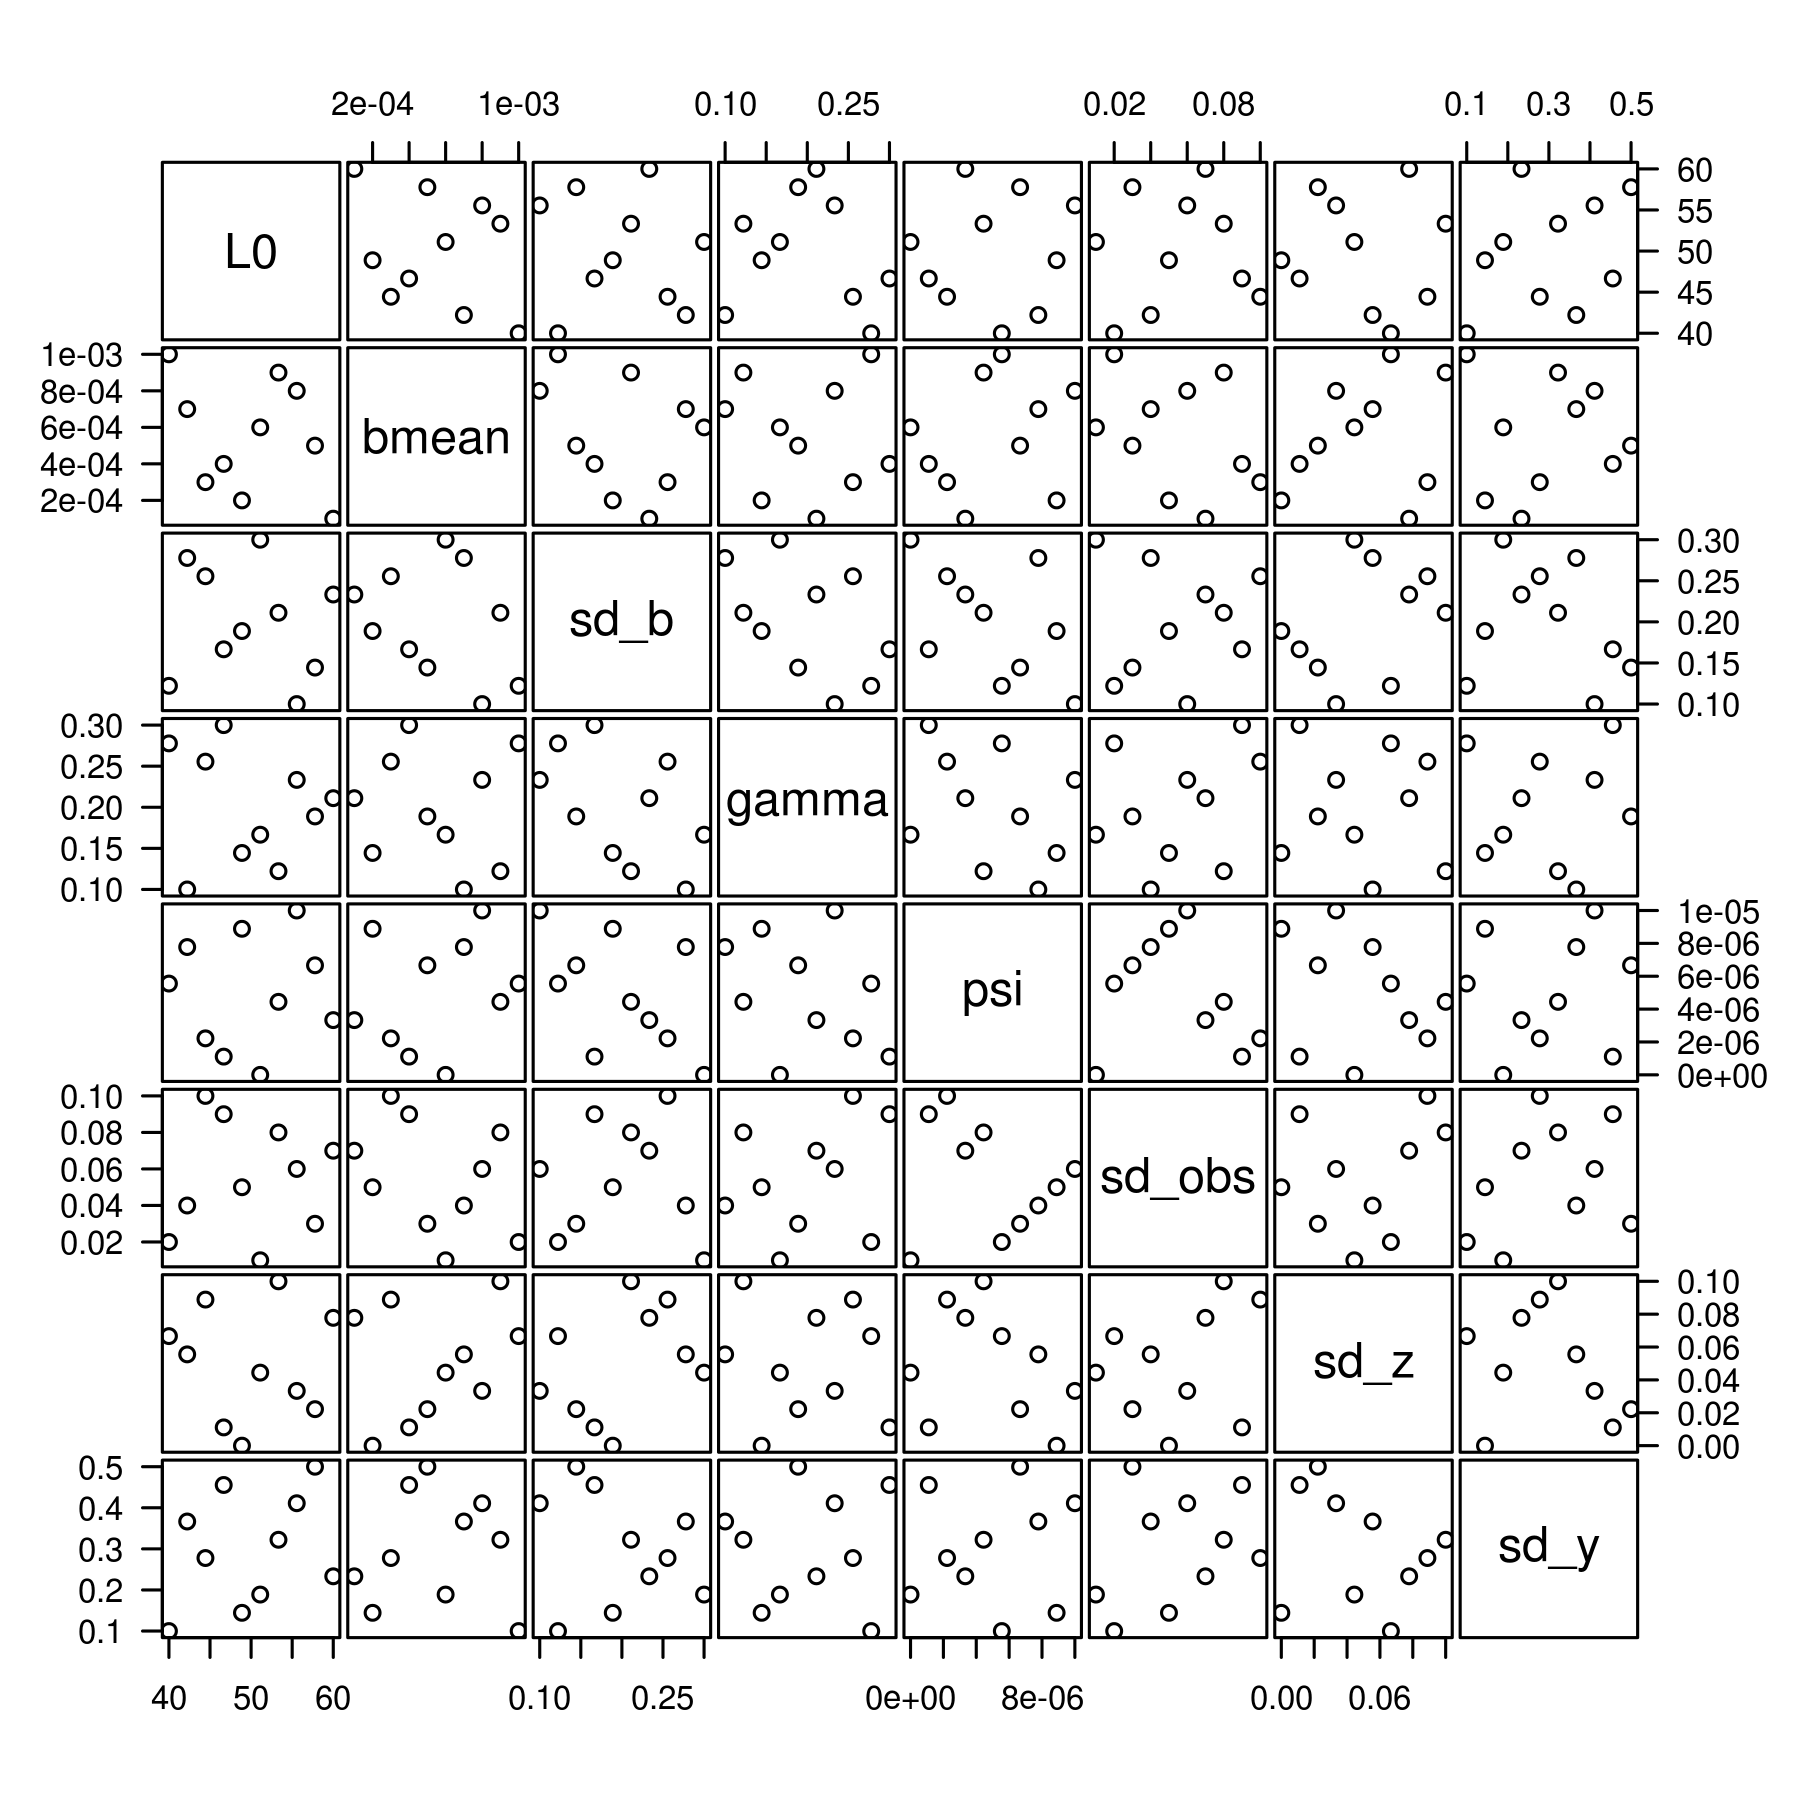 2e-04 1e-03 0.10 0.25 0.02 0.08 0.1 0.3 0.5
L0
60
55
50
45
40
1e-03
8e-04
6e-04
4e-04
2e-04
bmean
sd_b
0.30
0.25
0.20
0.15
0.10
0.30
0.25
0.20
0.15
0.10
gamma
psi
1e-05
8e-06
6e-06
4e-06
2e-06
0e+00
0.10
0.08
0.06
0.04
0.02
sd_obs
sd_z
0.10
0.08
0.06
0.04
0.02
0.00
0.5
0.4
0.3
0.2
0.1
sd_y
40 50 60 0.10 0.25 0e+00 8e-06 0.00 0.06